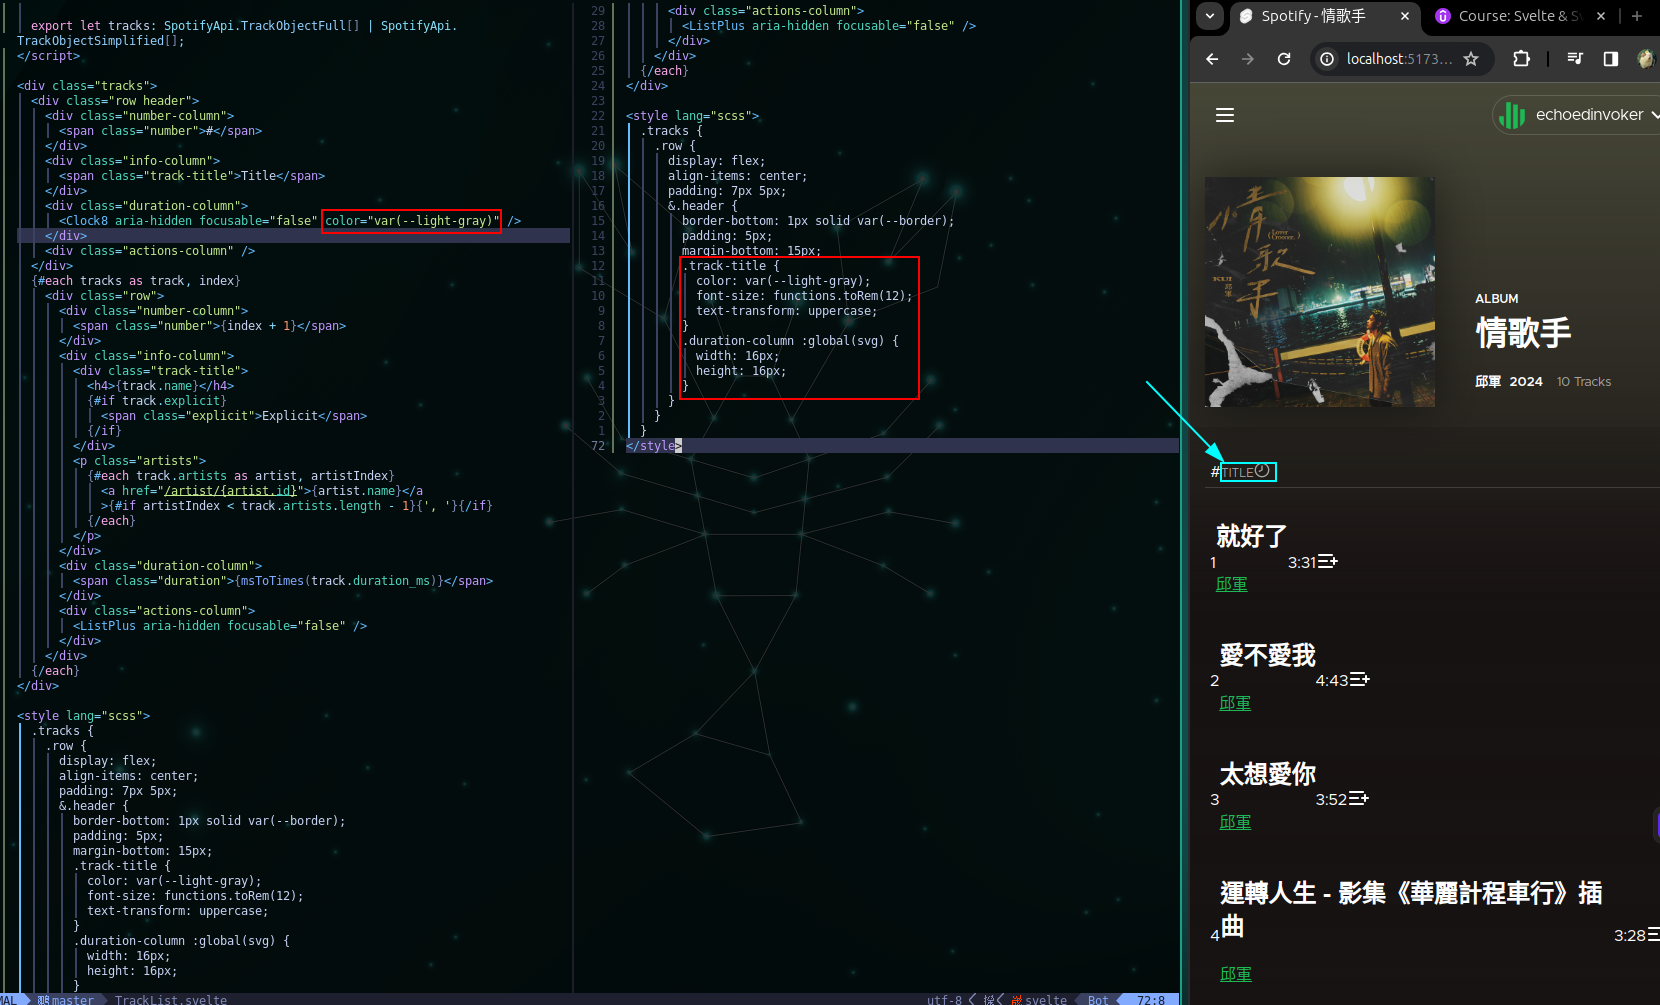 export let tracks: SpotifyApi.TrackObjectFull[] | SpotifyApi.
TrackObjectSimplified[];
</script>
<div class="tracks">
<div class="row header">
<div class="number-column">
<span class="number">#</span>
</div>
<div class="info-column">
<span class="track-title">Title</span>
</div>
<div class="duration-column">
<Clock8 aria-hidden focusable="false" color="var(--light-gray)" />
</div>
<div class="actions-column" />
</div>
{#each tracks as track, index}
<div class="row">
<div class="number-column">
<span class="number">{index + 1}</span>
</div>
<div class="info-column">
<div class="track-title">
<h4>{track.name}</h4>
{#if track.explicit}
<span class="explicit">Explicit</span>
{/if}
</div>
<p class="artists">
{#each track.artists as artist, artistIndex}
<a href="/artist/{artist.id}">{artist.name}</a
>{#if artistIndex < track.artists.length - 1}{', '}{/if}
{/each}
</p>
</div>
<div class="duration-column">
<span class="duration">{msToTimes(track.duration_ms)}</span>
</div>
<div class="actions-column">
<ListPlus aria-hidden focusable="false" />
</div>
</div>
{/each}
</div>
<style lang="scss">
.tracks {
.row {
display: flex;
align-items: center;
padding: 7px 5px;
&.header {
border-bottom: 1px solid var(--border);
padding: 5px;
margin-bottom: 15px;
.track-title {
color: var(--light-gray);
font-size: functions.toRem(12);
text-transform: uppercase;
}
.duration-column :global(svg) {
width: 16px;
height: 16px;
}
29 <div class="actions-column">
28 <ListPlus aria-hidden focusable="false" />
27 </div>
26 </div>
25 {/each}
24 </div>
23
22 <style lang="scss">
21 .tracks {
20 .row {
19 display: flex;
18 align-items: center;
17 padding: 7px 5px;
16 &.header {
15 border-bottom: 1px solid var(--border);
14 padding: 5px;
13 margin-bottom: 15px;
12 .track-title {
11 color: var(--light-gray);
10 font-size: functions.toRem(12);
9 text-transform: uppercase;
8 }
7 .duration-column :global(svg) {
6 width: 16px;
5 height: 16px;
4 }
3 }
2 }
1 }
72 </style>
MAL master TrackList.svelte utf-8 svelte Bot 72:8
Spotify - 情歌手
Course: Svelte & Sv
localhost:5173...
echoedinvoker
情歌手
(Lover Crooner.)
KUI 邱軍
ALBUM
情歌手
邱軍 2024 10 Tracks
# TITLE
1 就好了 3:31
邱軍
2 愛不愛我 4:43
邱軍
3 太想愛你 3:52
邱軍
4 運轉人生 - 影集《華麗計程車行》插
曲 3:28
邱軍